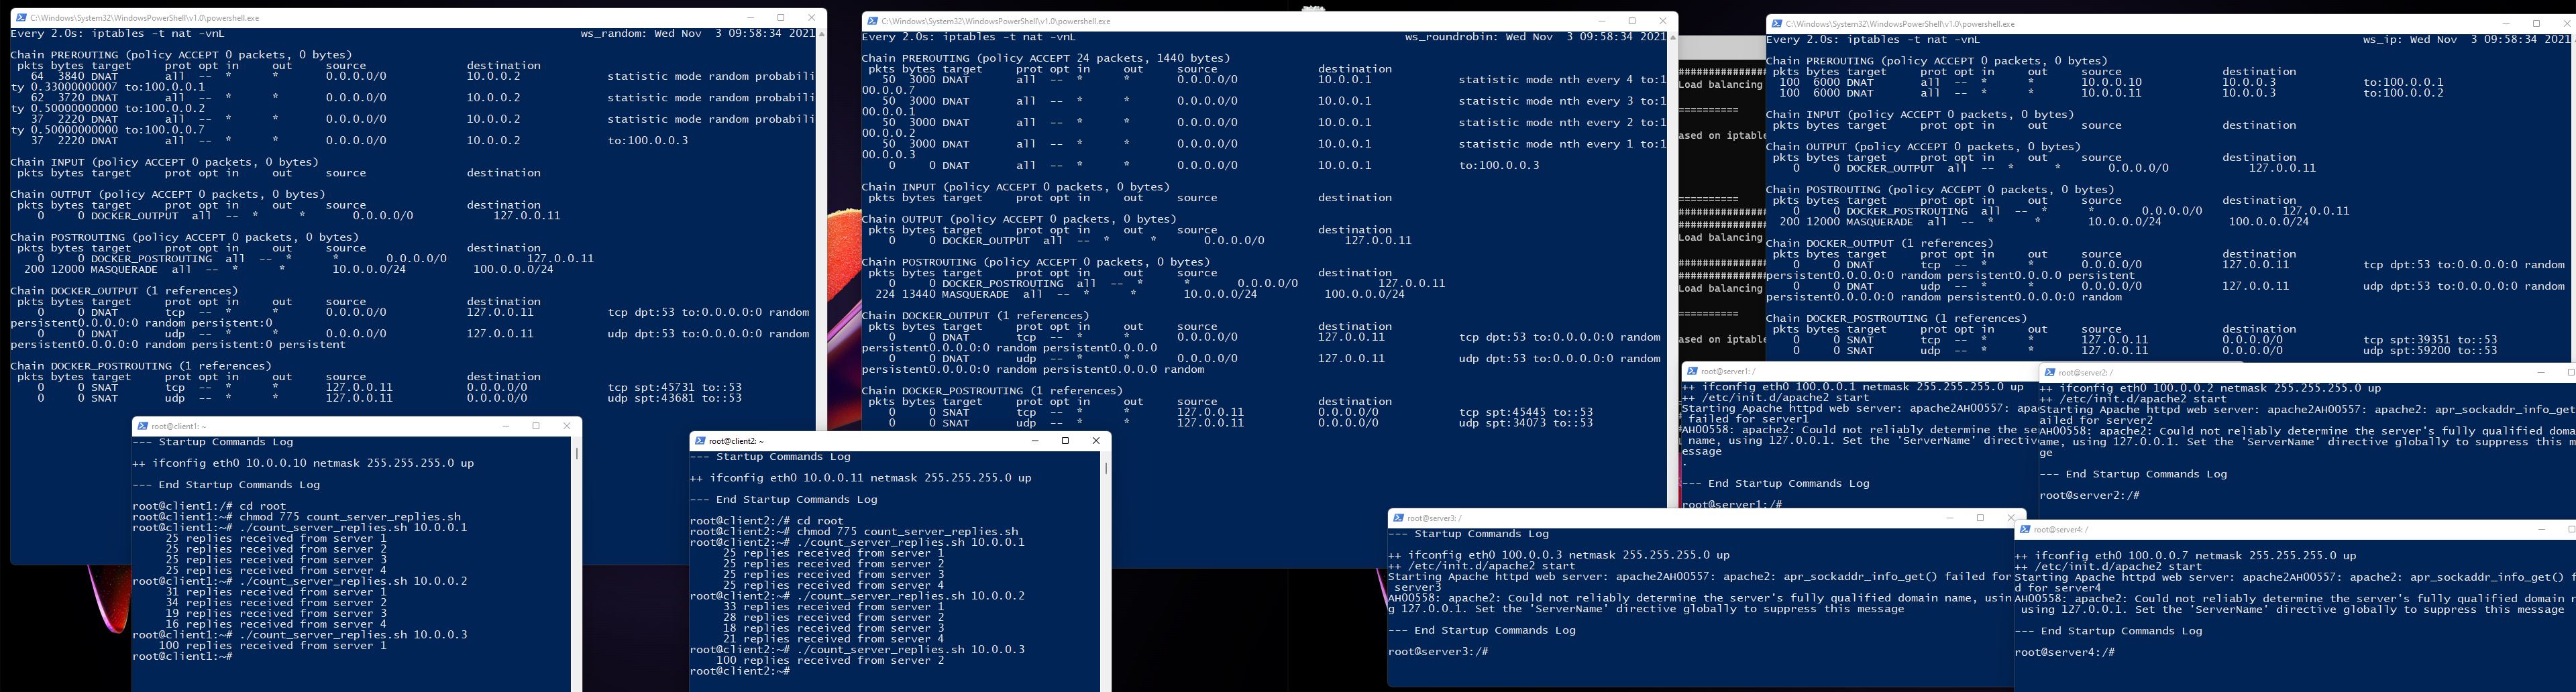 C:\Windows\System32\WindowsPowerShell\v1.0\powershell.exe
Every 2.0s: iptables -t nat -vnL ws_random: Wed Nov 3 09:58:34 2021
Chain PREROUTING (policy ACCEPT 0 packets, 0 bytes)
pkts bytes target prot opt in out source destination
64 3840 DNAT all -- * * 0.0.0.0/0 10.0.0.2 statistic mode random probabili
ty 0.33000000007 to:100.0.0.1
62 3720 DNAT all -- * * 0.0.0.0/0 10.0.0.2 statistic mode random probabili
ty 0.50000000000 to:100.0.0.2
37 2220 DNAT all -- * * 0.0.0.0/0 10.0.0.2 statistic mode random probabili
ty 0.50000000000 to:100.0.0.7
37 2220 DNAT all -- * * 0.0.0.0/0 10.0.0.2 to:100.0.0.3
Chain INPUT (policy ACCEPT 0 packets, 0 bytes)
pkts bytes target prot opt in out source destination
Chain OUTPUT (policy ACCEPT 0 packets, 0 bytes)
pkts bytes target prot opt in out source destination
0 0 DOCKER_OUTPUT all -- * * 0.0.0.0/0 127.0.0.11
Chain POSTROUTING (policy ACCEPT 0 packets, 0 bytes)
pkts bytes target prot opt in out source destination
0 0 DOCKER_POSTROUTING all -- * * 0.0.0.0/0 127.0.0.11
200 12000 MASQUERADE all -- * * 10.0.0.0/24 100.0.0.0/24
Chain DOCKER_OUTPUT (1 references)
pkts bytes target prot opt in out source destination
0 0 DNAT tcp -- * * 0.0.0.0/0 127.0.0.11 tcp dpt:53 to:0.0.0.0:0 random
persistent0.0.0.0:0 random persistent:0
0 0 DNAT udp -- * * 0.0.0.0/0 127.0.0.11 udp dpt:53 to:0.0.0.0:0 random
persistent0.0.0.0:0 random persistent:0 persistent
Chain DOCKER_POSTROUTING (1 references)
pkts bytes target prot opt in out source destination
0 0 SNAT tcp -- * * 127.0.0.11 0.0.0.0/0 tcp spt:45731 to::53
0 0 SNAT udp -- * * 127.0.0.11 0.0.0.0/0 udp spt:43681 to::53
C:\Windows\System32\WindowsPowerShell\v1.0\powershell.exe
Every 2.0s: iptables -t nat -vnL ws_roundrobin: Wed Nov 3 09:58:34 2021
Chain PREROUTING (policy ACCEPT 24 packets, 1440 bytes)
pkts bytes target prot opt in out source destination
50 3000 DNAT all -- * * 0.0.0.0/0 10.0.0.1 statistic mode nth every 4 to:1
00.0.0.7
50 3000 DNAT all -- * * 0.0.0.0/0 10.0.0.1 statistic mode nth every 3 to:1
00.0.0.1
50 3000 DNAT all -- * * 0.0.0.0/0 10.0.0.1 statistic mode nth every 2 to:1
00.0.0.2
50 3000 DNAT all -- * * 0.0.0.0/0 10.0.0.1 statistic mode nth every 1 to:1
00.0.0.3
0 0 DNAT all -- * * 0.0.0.0/0 10.0.0.1 to:100.0.0.3
Chain INPUT (policy ACCEPT 0 packets, 0 bytes)
pkts bytes target prot opt in out source destination
Chain OUTPUT (policy ACCEPT 0 packets, 0 bytes)
pkts bytes target prot opt in out source destination
0 0 DOCKER_OUTPUT all -- * * 0.0.0.0/0 127.0.0.11
Chain POSTROUTING (policy ACCEPT 0 packets, 0 bytes)
pkts bytes target prot opt in out source destination
0 0 DOCKER_POSTROUTING all -- * * 0.0.0.0/0 127.0.0.11
224 13440 MASQUERADE all -- * * 10.0.0.0/24 100.0.0.0/24
Chain DOCKER_OUTPUT (1 references)
pkts bytes target prot opt in out source destination
0 0 DNAT tcp -- * * 0.0.0.0/0 127.0.0.11 tcp dpt:53 to:0.0.0.0:0 random
persistent0.0.0.0:0 random persistent0.0.0.0
0 0 DNAT udp -- * * 0.0.0.0/0 127.0.0.11 udp dpt:53 to:0.0.0.0:0 random
persistent0.0.0.0:0 random persistent0.0.0.0 random
Chain DOCKER_POSTROUTING (1 references)
pkts bytes target prot opt in out source destination
0 0 SNAT tcp -- * * 127.0.0.11 0.0.0.0/0 tcp spt:45445 to::53
0 0 SNAT udp -- * * 127.0.0.11 0.0.0.0/0 udp spt:34073 to::53
###############
Load balancing
==========
ased on iptable
==========
###############
###############
Load balancing
###############
###############
Load balancing
==========
ased on iptable
C:\Windows\System32\WindowsPowerShell\v1.0\powershell.exe
Every 2.0s: iptables -t nat -vnL ws_ip: Wed Nov 3 09:58:34 2021
Chain PREROUTING (policy ACCEPT 0 packets, 0 bytes)
pkts bytes target prot opt in out source destination
100 6000 DNAT all -- * * 10.0.0.10 10.0.0.3 to:100.0.0.1
100 6000 DNAT all -- * * 10.0.0.11 10.0.0.3 to:100.0.0.2
Chain INPUT (policy ACCEPT 0 packets, 0 bytes)
pkts bytes target prot opt in out source destination
Chain OUTPUT (policy ACCEPT 0 packets, 0 bytes)
pkts bytes target prot opt in out source destination
0 0 DOCKER_OUTPUT all -- * * 0.0.0.0/0 127.0.0.11
Chain POSTROUTING (policy ACCEPT 0 packets, 0 bytes)
pkts bytes target prot opt in out source destination
0 0 DOCKER_POSTROUTING all -- * * 0.0.0.0/0 127.0.0.11
200 12000 MASQUERADE all -- * * 10.0.0.0/24 100.0.0.0/24
Chain DOCKER_OUTPUT (1 references)
pkts bytes target prot opt in out source destination
0 0 DNAT tcp -- * * 0.0.0.0/0 127.0.0.11 tcp dpt:53 to:0.0.0.0:0 random
persistent0.0.0.0:0 random persistent0.0.0.0 persistent
0 0 DNAT udp -- * * 0.0.0.0/0 127.0.0.11 udp dpt:53 to:0.0.0.0:0 random
persistent0.0.0.0:0 random persistent0.0.0.0:0 random
Chain DOCKER_POSTROUTING (1 references)
pkts bytes target prot opt in out source destination
0 0 SNAT tcp -- * * 127.0.0.11 0.0.0.0/0 tcp spt:39351 to::53
0 0 SNAT udp -- * * 127.0.0.11 0.0.0.0/0 udp spt:59200 to::53
root@client1: ~
--- Startup Commands Log
++ ifconfig eth0 10.0.0.10 netmask 255.255.255.0 up
--- End Startup Commands Log
root@client1:/# cd root
root@client1:~# chmod 775 count_server_replies.sh
root@client1:~# ./count_server_replies.sh 10.0.0.1
25 replies received from server 1
25 replies received from server 2
25 replies received from server 3
25 replies received from server 4
root@client1:~# ./count_server_replies.sh 10.0.0.2
31 replies received from server 1
34 replies received from server 2
19 replies received from server 3
16 replies received from server 4
root@client1:~# ./count_server_replies.sh 10.0.0.3
100 replies received from server 1
root@client1:~#
root@client2: ~
--- Startup Commands Log
++ ifconfig eth0 10.0.0.11 netmask 255.255.255.0 up
--- End Startup Commands Log
root@client2:/# cd root
root@client2:~# chmod 775 count_server_replies.sh
root@client2:~# ./count_server_replies.sh 10.0.0.1
25 replies received from server 1
25 replies received from server 2
25 replies received from server 3
25 replies received from server 4
root@client2:~# ./count_server_replies.sh 10.0.0.2
33 replies received from server 1
28 replies received from server 2
18 replies received from server 3
21 replies received from server 4
root@client2:~# ./count_server_replies.sh 10.0.0.3
100 replies received from server 2
root@client2:~#
root@server1: /
++ ifconfig eth0 100.0.0.1 netmask 255.255.255.0 up
++ /etc/init.d/apache2 start
Starting Apache httpd web server: apache2AH00557: apa
failed for server1
AH00558: apache2: Could not reliably determine the se
name, using 127.0.0.1. Set the 'ServerName' directiv
essage
.
--- End Startup Commands Log
root@server1:/#
root@server2: /
++ ifconfig eth0 100.0.0.2 netmask 255.255.255.0 up
++ /etc/init.d/apache2 start
Starting Apache httpd web server: apache2AH00557: apache2: apr_sockaddr_info_get
ailed for server2
AH00558: apache2: Could not reliably determine the server's fully qualified doma
ame, using 127.0.0.1. Set the 'ServerName' directive globally to suppress this m
ge
--- End Startup Commands Log
root@server2:/#
root@server3: /
--- Startup Commands Log
++ ifconfig eth0 100.0.0.3 netmask 255.255.255.0 up
++ /etc/init.d/apache2 start
Starting Apache httpd web server: apache2AH00557: apache2: apr_sockaddr_info_get() failed for
server3
AH00558: apache2: Could not reliably determine the server's fully qualified domain name, usin
g 127.0.0.1. Set the 'ServerName' directive globally to suppress this message
--- End Startup Commands Log
root@server3:/#
root@server4: /
++ ifconfig eth0 100.0.0.7 netmask 255.255.255.0 up
++ /etc/init.d/apache2 start
Starting Apache httpd web server: apache2AH00557: apache2: apr_sockaddr_info_get() f
d for server4
AH00558: apache2: Could not reliably determine the server's fully qualified domain n
using 127.0.0.1. Set the 'ServerName' directive globally to suppress this message
--- End Startup Commands Log
root@server4:/#